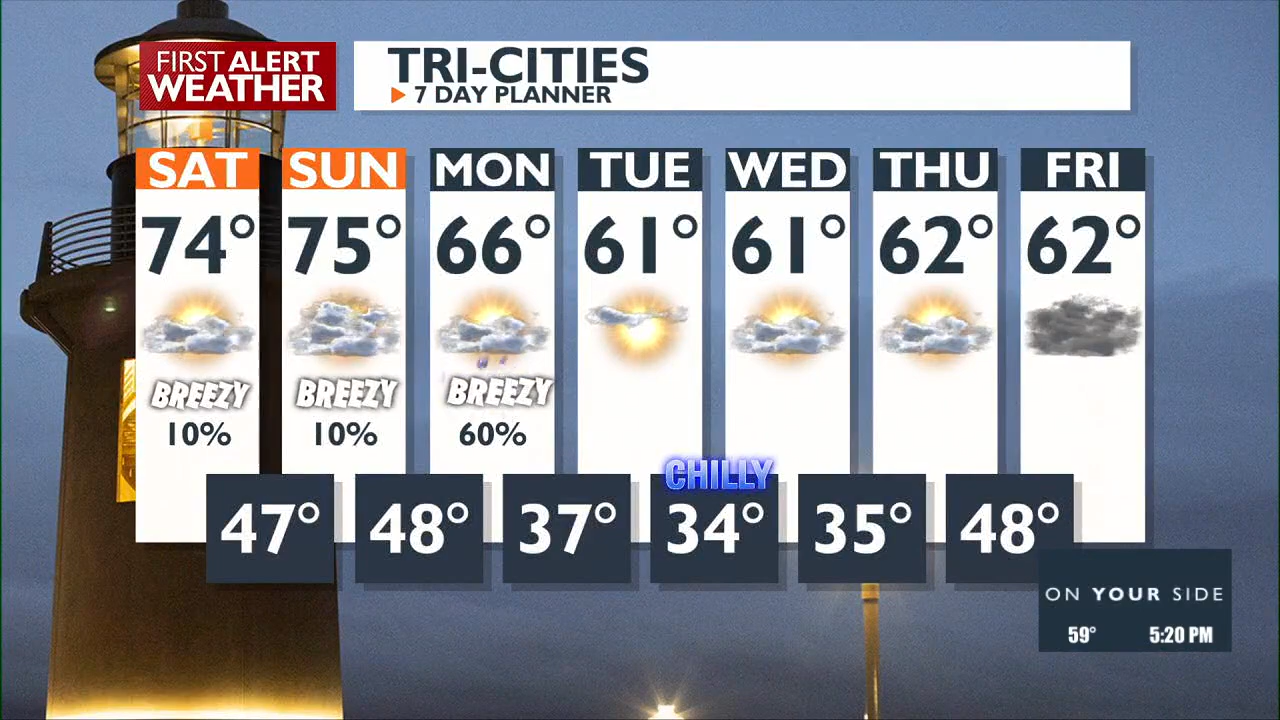 FIRST ALERT
WEATHER
TRI-CITIES
7 DAY PLANNER
SAT SUN MON TUE WED THU FRI
74° 75° 66° 61° 61° 62° 62°
BREEZY BREEZY BREEZY
10% 10% 60%
CHILLY
47° 48° 37° 34° 35° 48°
ON YOUR SIDE
59° 5:20 PM